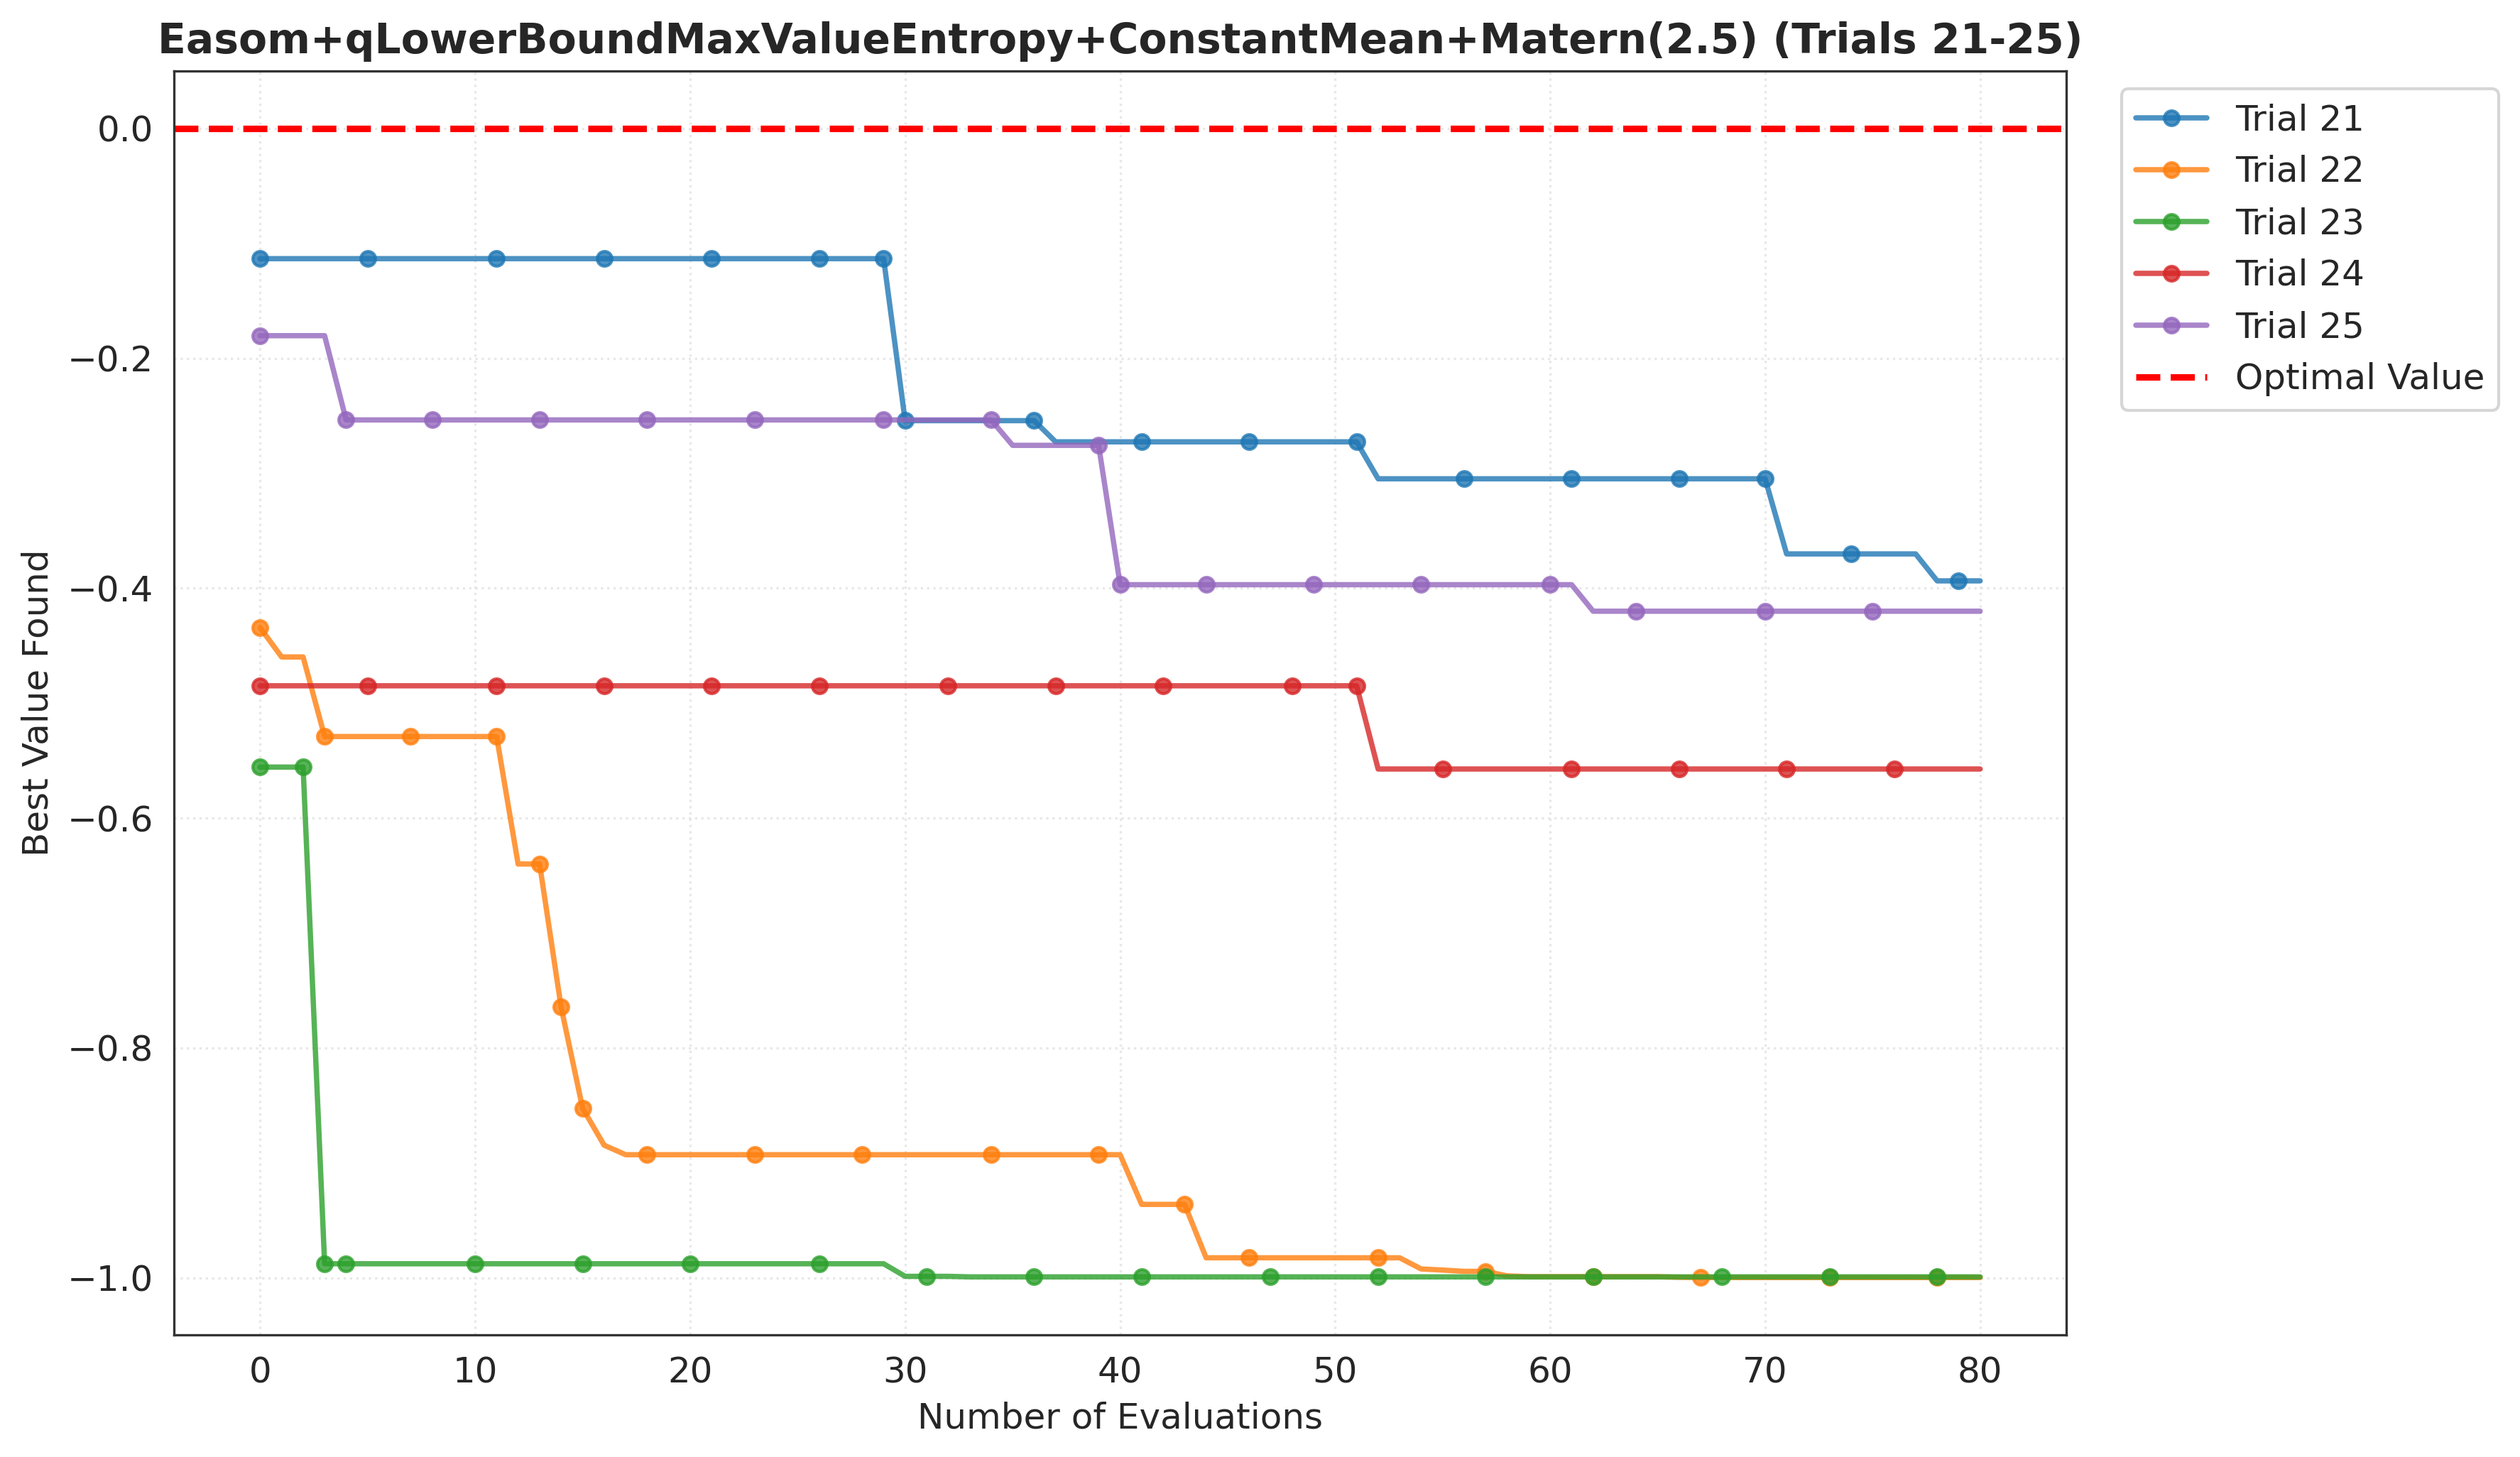 Easom+qLowerBoundMaxValueEntropy+ConstantMean+Matern(2.5) (Trials 21-25)
Trial 21
Trial 22
Trial 23
Trial 24
Trial 25
Optimal Value
Best Value Found
0.0
−0.2
−0.4
−0.6
−0.8
−1.0
0 10 20 30 40 50 60 70 80
Number of Evaluations